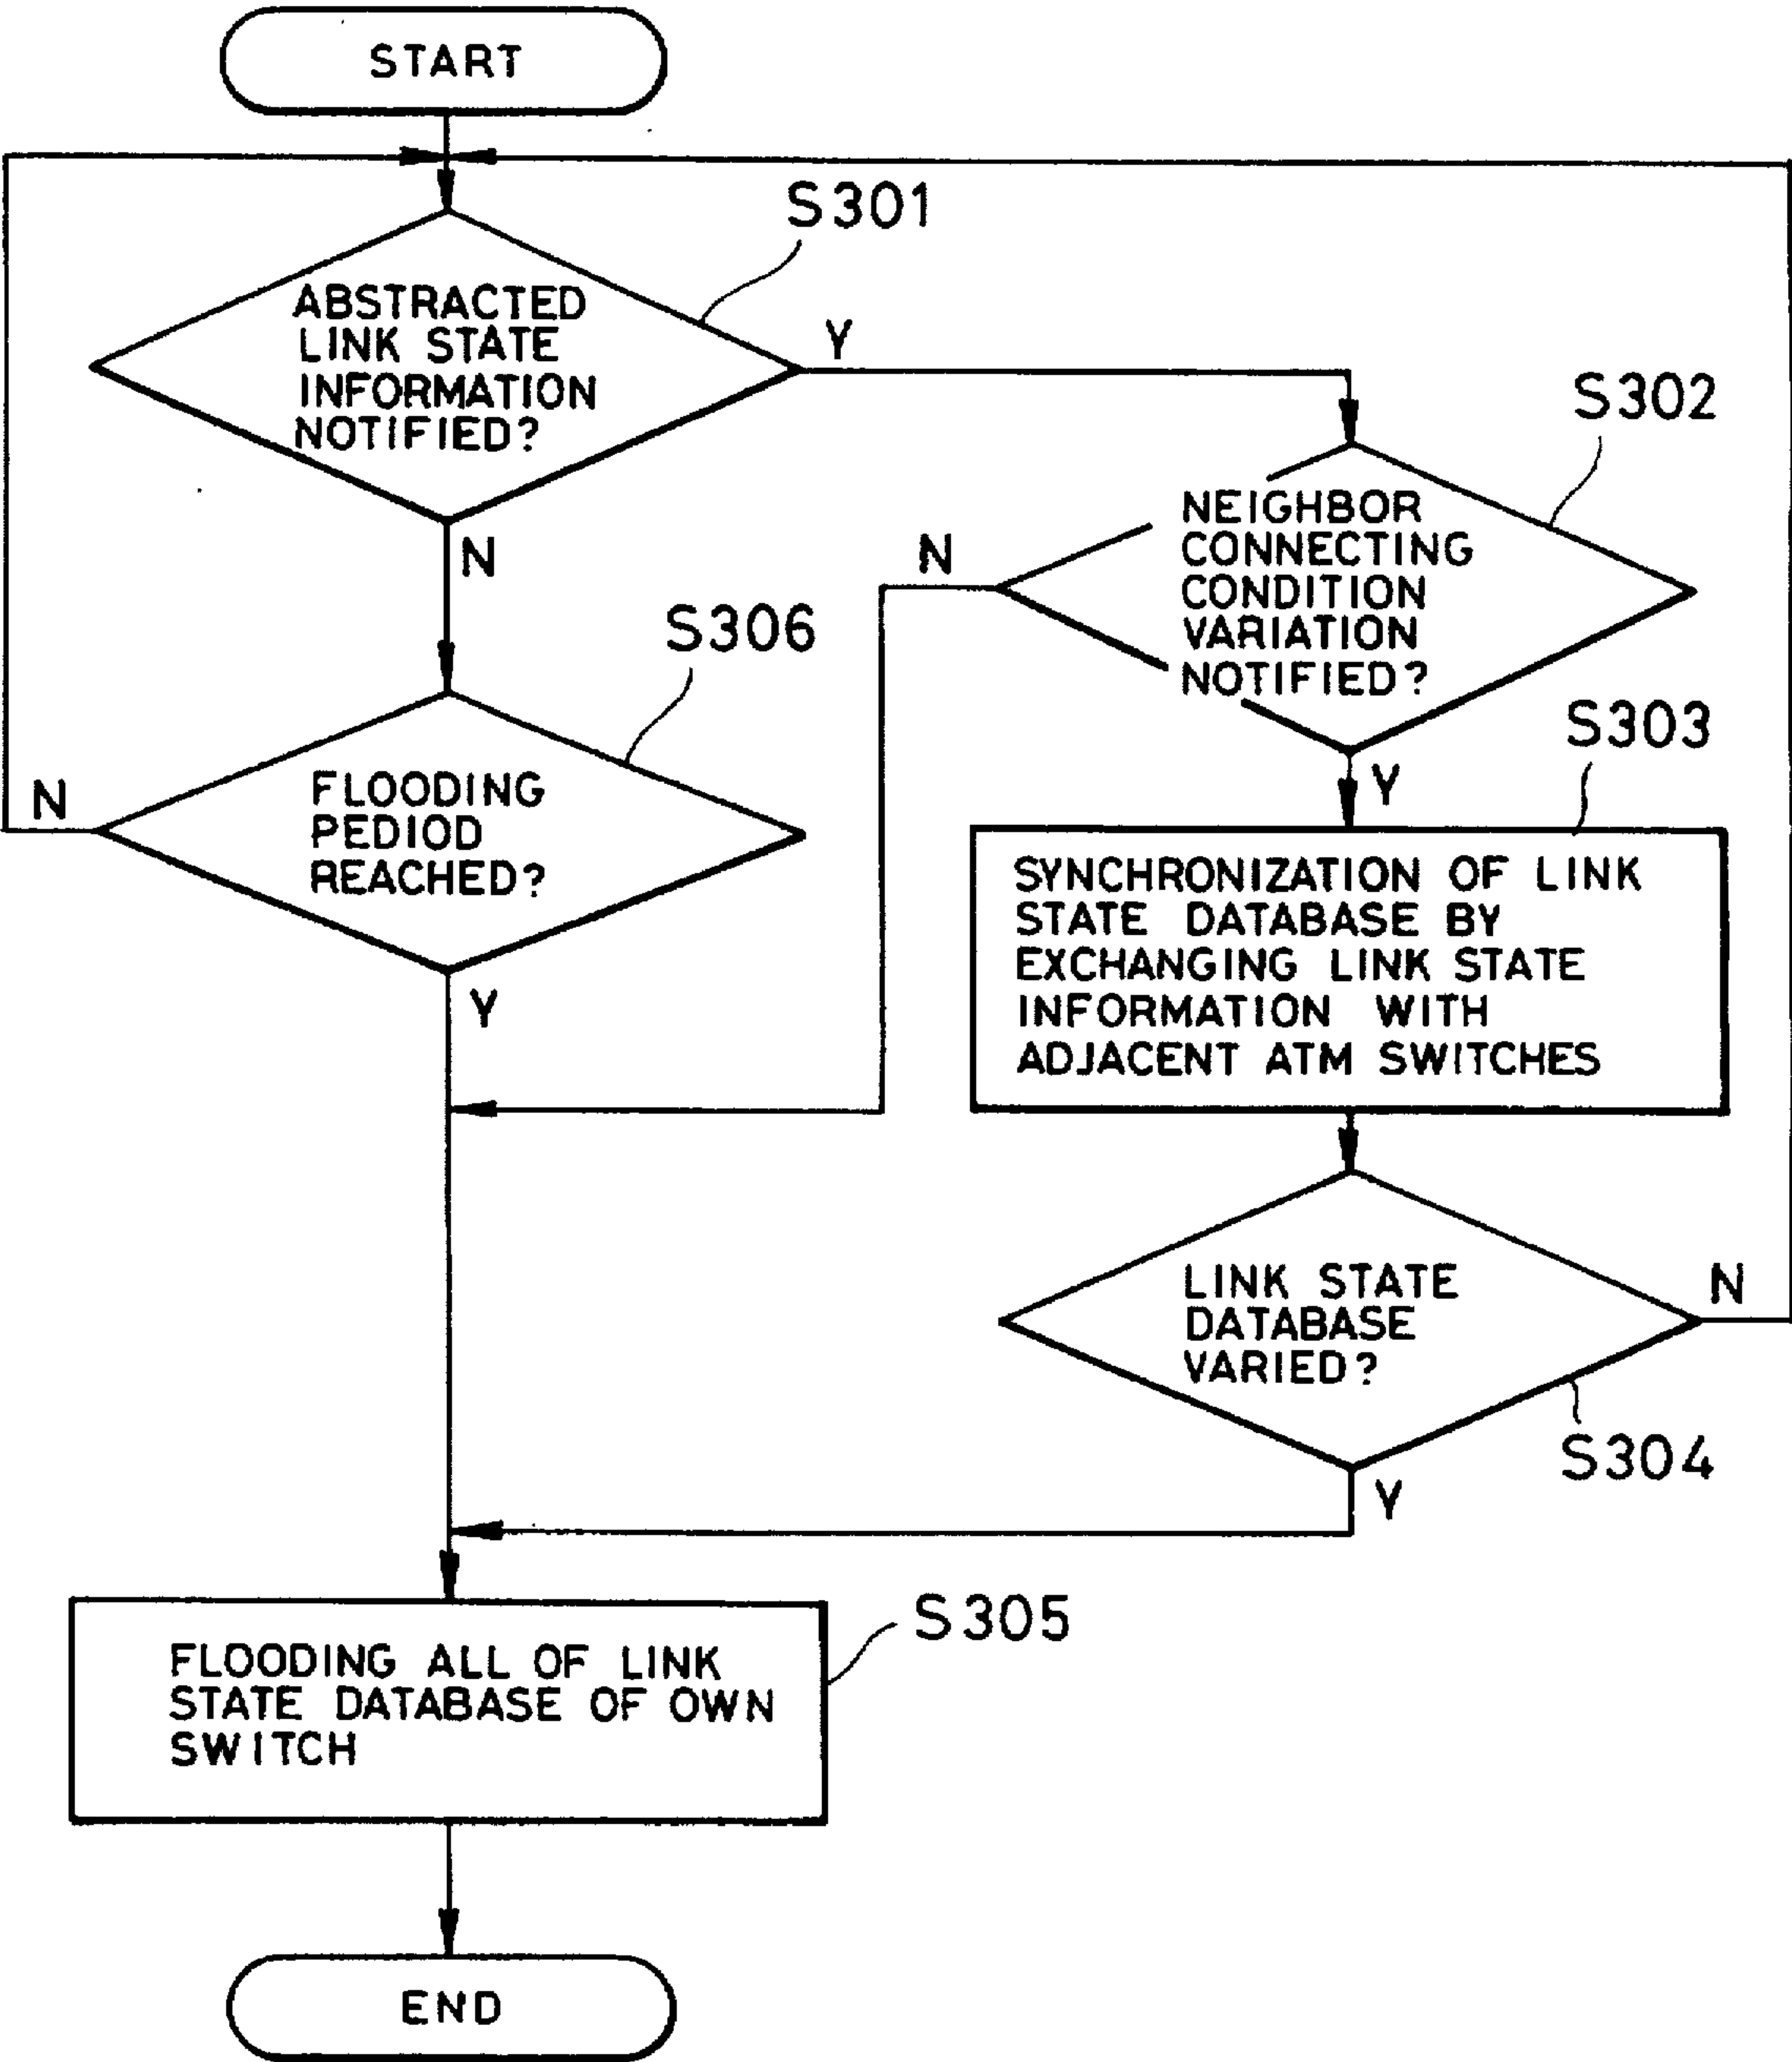 START
S301
ABSTRACTED
LINK STATE
INFORMATION
NOTIFIED?
Y
N
S302
NEIGHBOR
CONNECTING
CONDITION
VARIATION
NOTIFIED?
N
Y
S306
FLOODING
PEDIOD
REACHED?
N
Y
S303
SYNCHRONIZATION OF LINK
STATE DATABASE BY
EXCHANGING LINK STATE
INFORMATION WITH
ADJACENT ATM SWITCHES
LINK STATE
DATABASE
VARIED?
N
S304
Y
S305
FLOODING ALL OF LINK
STATE DATABASE OF OWN
SWITCH
END